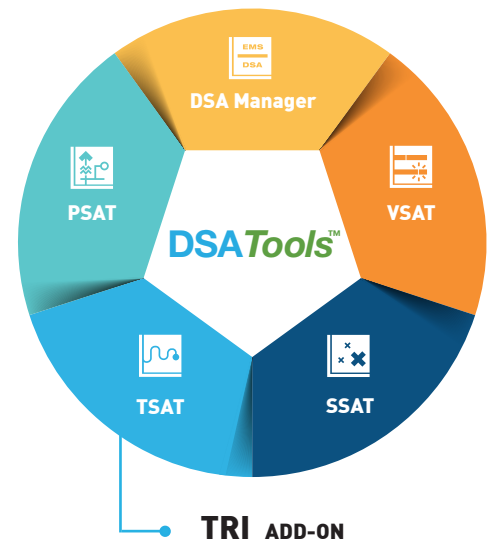 EMS
DSA
DSA Manager
PSAT
VSAT
DSATools™
TSAT
SSAT
TRI ADD-ON